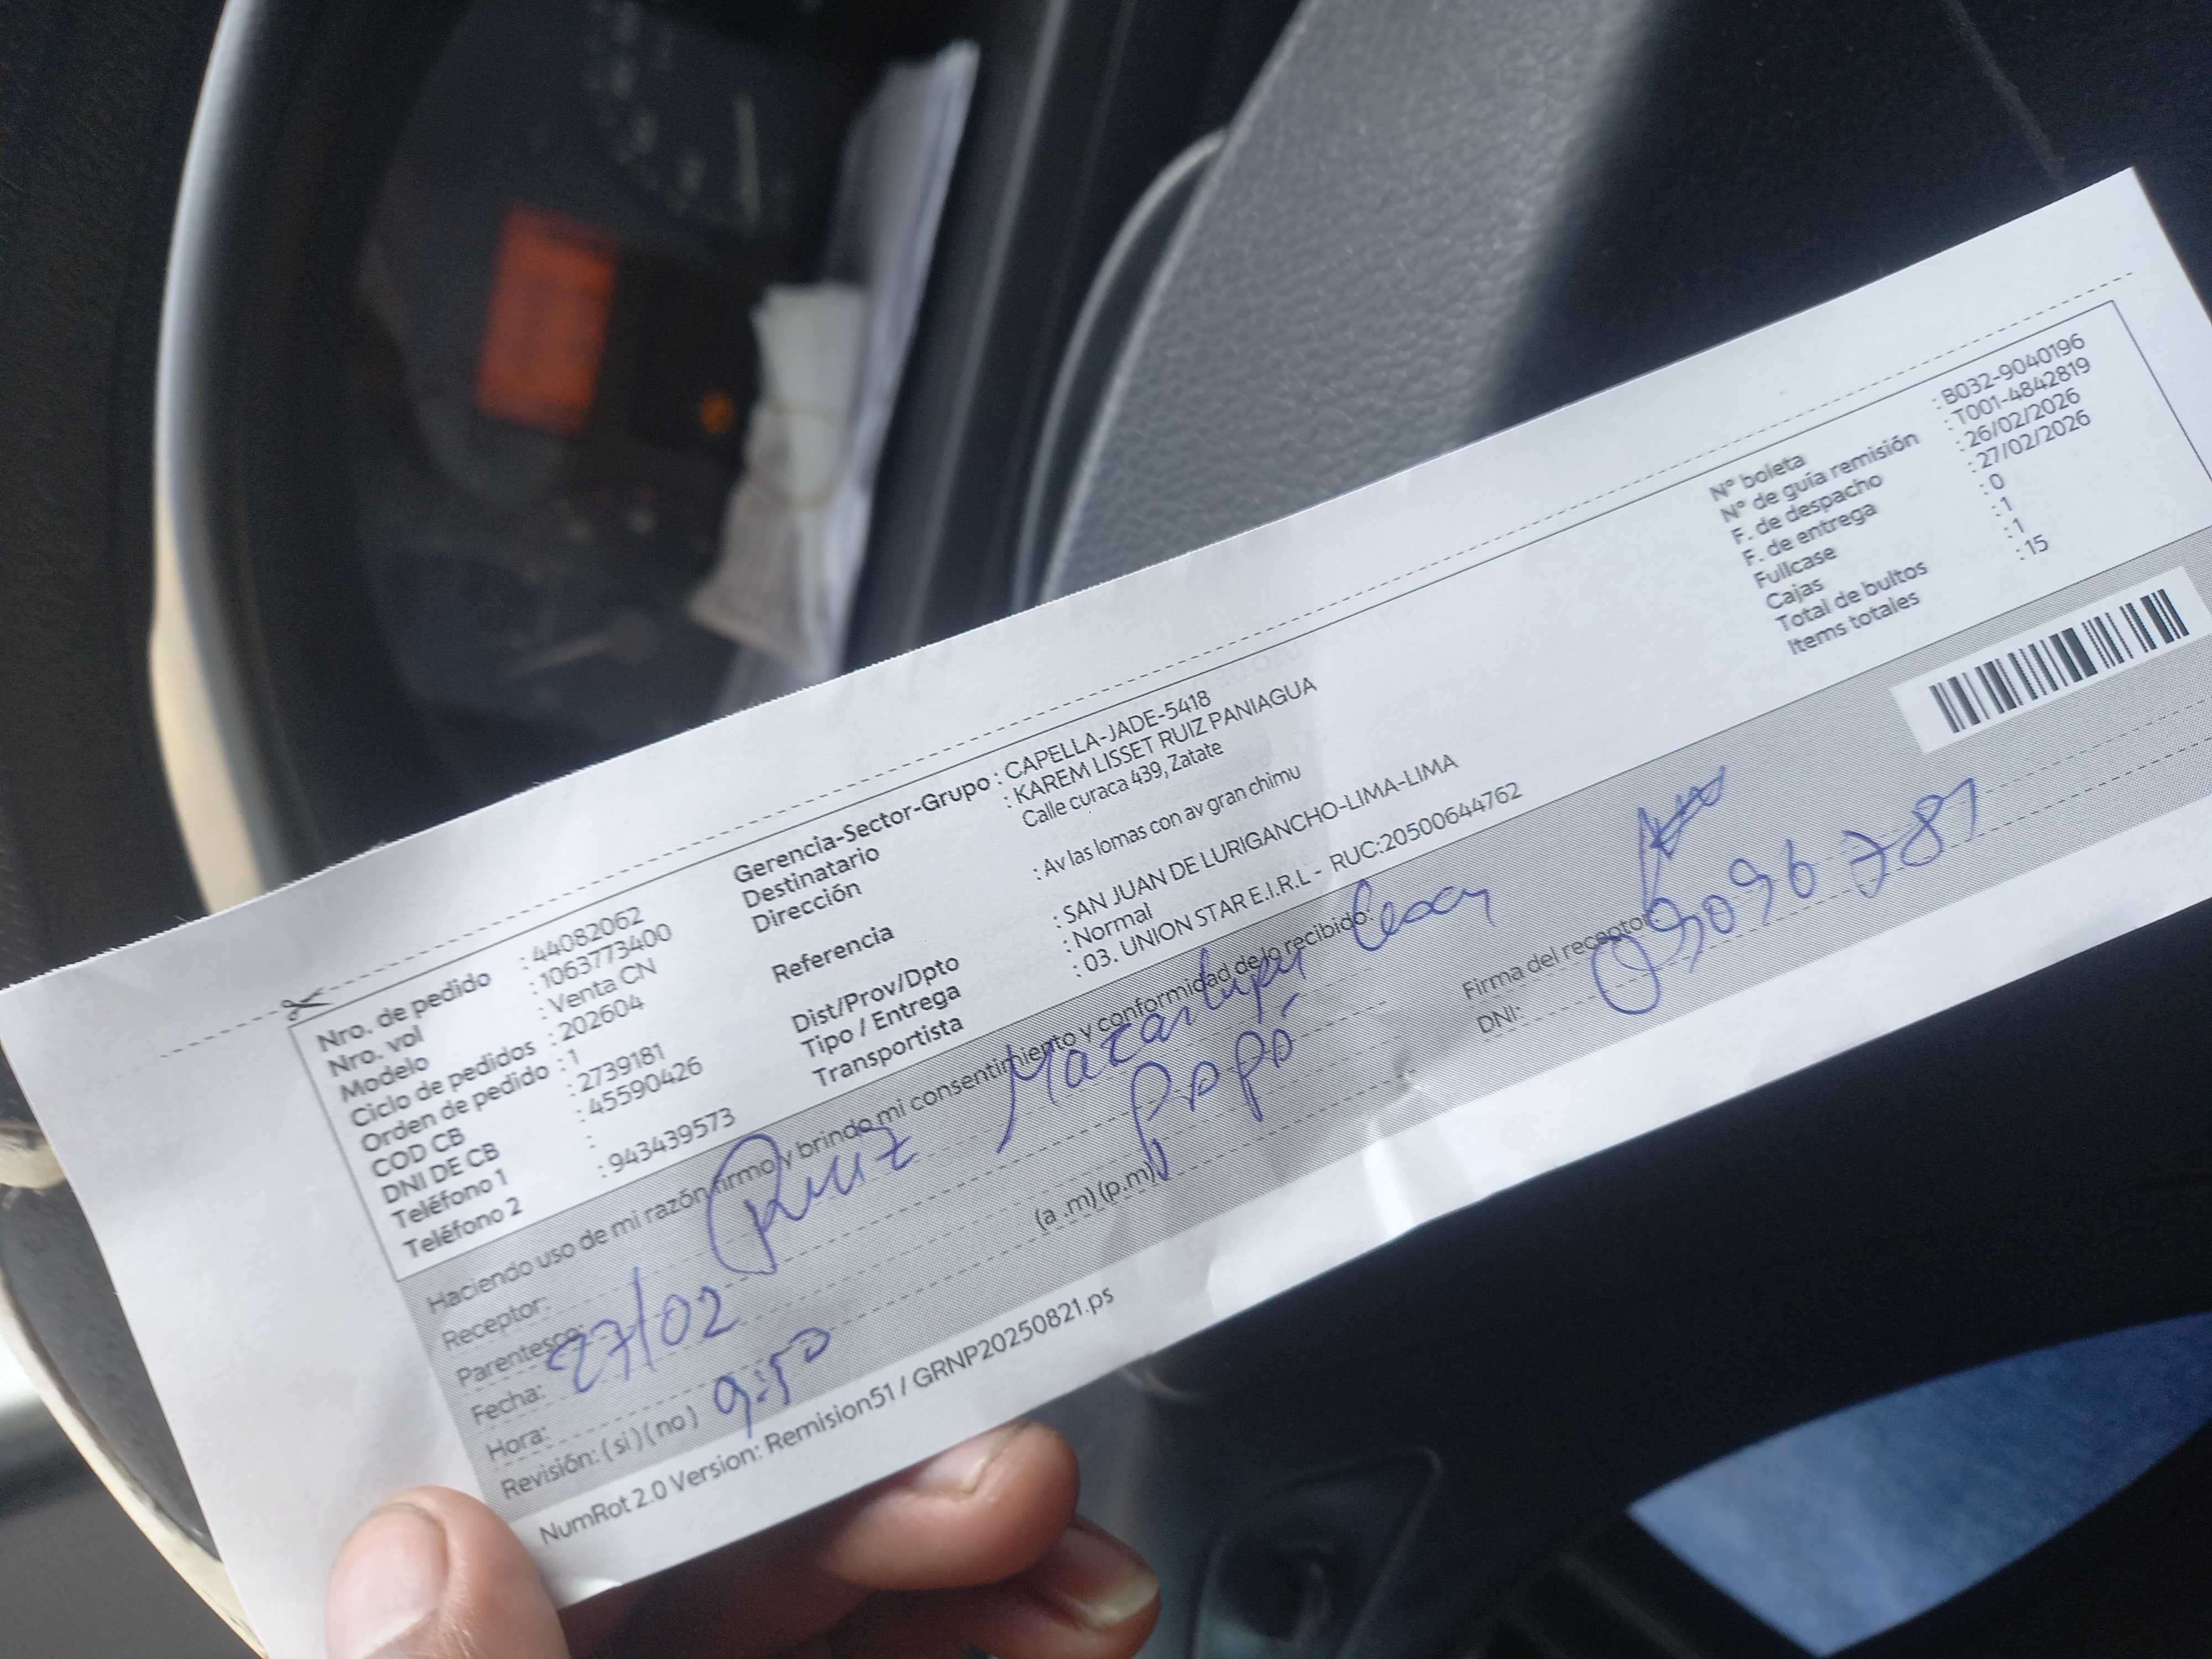 Nro. de pedido : 44082062
Nro. vol : 1063773400
Modelo : Venta CN
Ciclo de pedidos : 202604
Orden de pedido : 1
COD CB : 2739181
DNI DE CB : 45590426
Teléfono 1 :
Teléfono 2 : 943439573
Gerencia-Sector-Grupo : CAPELLA-JADE-5418
Destinatario : KAREM LISSET RUIZ PANIAGUA
Dirección Calle curaca 439, Zatate
Referencia : Av las lomas con av gran chimu
Dist/Prov/Dpto : SAN JUAN DE LURIGANCHO-LIMA-LIMA
Tipo / Entrega : Normal
Transportista : 03. UNION STAR E.I.R.L - RUC:20500644762
N° boleta : B032-9040196
N° de guía remisión : T001-4842819
F. de despacho : 26/02/2026
F. de entrega : 27/02/2026
Fullcase : 0
Cajas : 1
Total de bultos : 1
Items totales : 15
Haciendo uso de mi razón firmo y brindo mi consentimiento y conformidad de lo recibido:
Receptor: Ruiz
Parentesco: Papá
Fecha: 27/02
Hora: 9:50 (a .m) (p.m)
Revisión: (si) (no)
Firma del receptor:
DNI: 09096781
NumRot 2.0 Version: Remision51 / GRNP20250821.ps